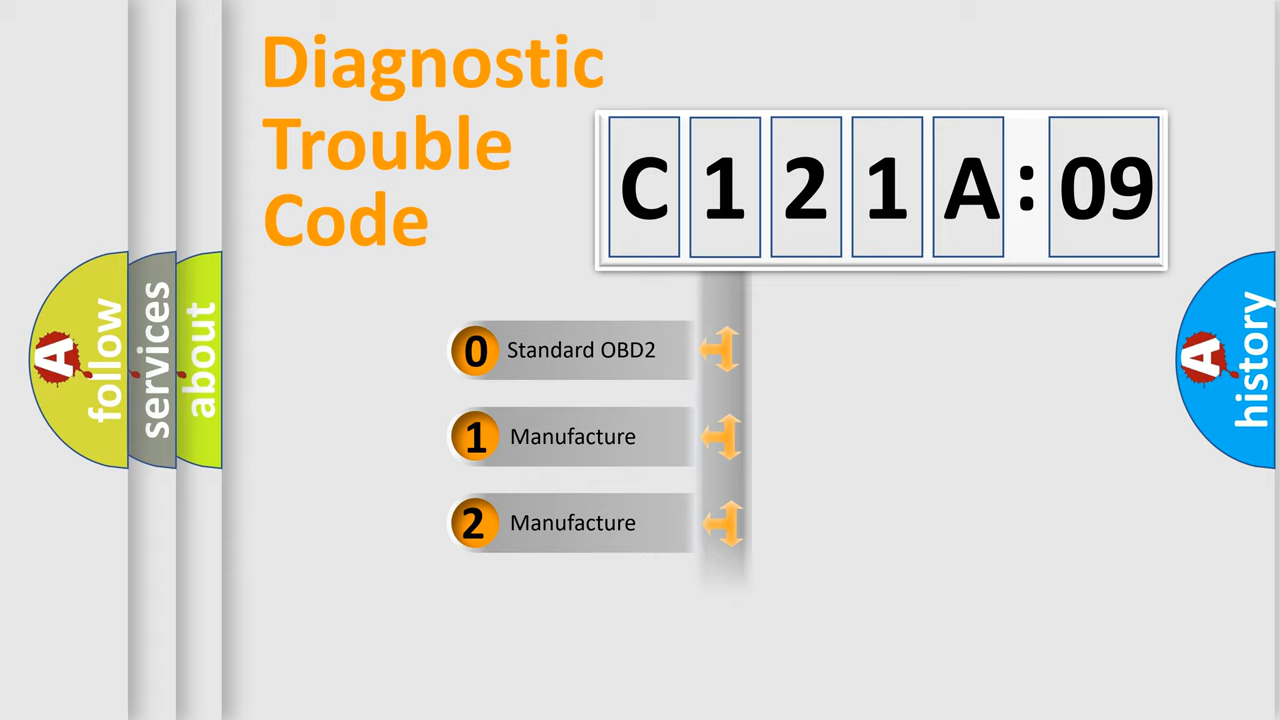 Diagnostic
Trouble
Code
C 1 2 1 A : 09
0 Standard OBD2
1 Manufacture
2 Manufacture
A follow
services
about
A history